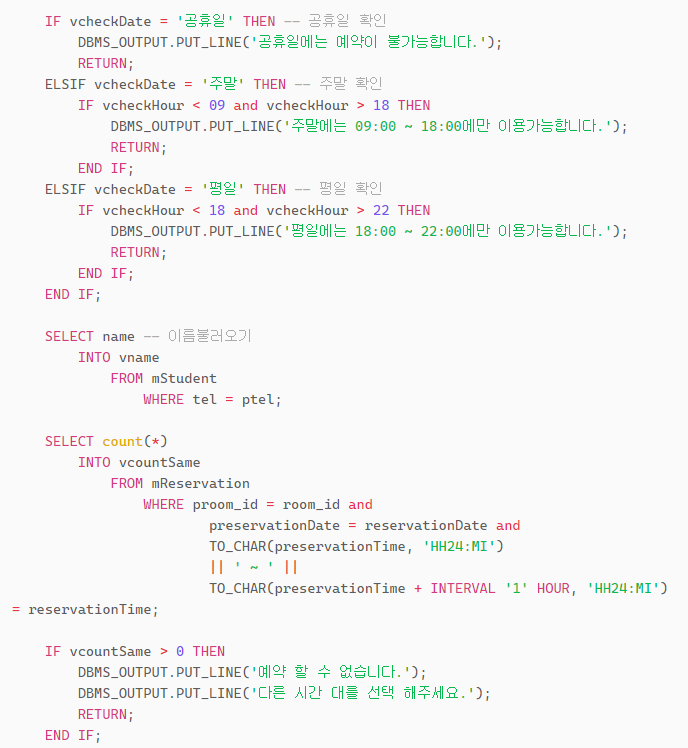 IF vcheckDate = '공휴일' THEN -- 공휴일 확인
DBMS_OUTPUT.PUT_LINE('공휴일에는 예약이 불가능합니다.');
RETURN;
ELSIF vcheckDate = '주말' THEN -- 주말 확인
IF vcheckHour < 09 and vcheckHour > 18 THEN
DBMS_OUTPUT.PUT_LINE('주말에는 09:00 ~ 18:00에만 이용가능합니다.');
RETURN;
END IF;
ELSIF vcheckDate = '평일' THEN -- 평일 확인
IF vcheckHour < 18 and vcheckHour > 22 THEN
DBMS_OUTPUT.PUT_LINE('평일에는 18:00 ~ 22:00에만 이용가능합니다.');
RETURN;
END IF;
END IF;
SELECT name -- 이름불러오기
INTO vname
FROM mStudent
WHERE tel = ptel;
SELECT count(*)
INTO vcountSame
FROM mReservation
WHERE proom_id = room_id and
preservationDate = reservationDate and
TO_CHAR(preservationTime, 'HH24:MI')
|| ' ~ ' ||
TO_CHAR(preservationTime + INTERVAL '1' HOUR, 'HH24:MI')
= reservationTime;
IF vcountSame > 0 THEN
DBMS_OUTPUT.PUT_LINE('예약 할 수 없습니다.');
DBMS_OUTPUT.PUT_LINE('다른 시간 대를 선택 해주세요.');
RETURN;
END IF;